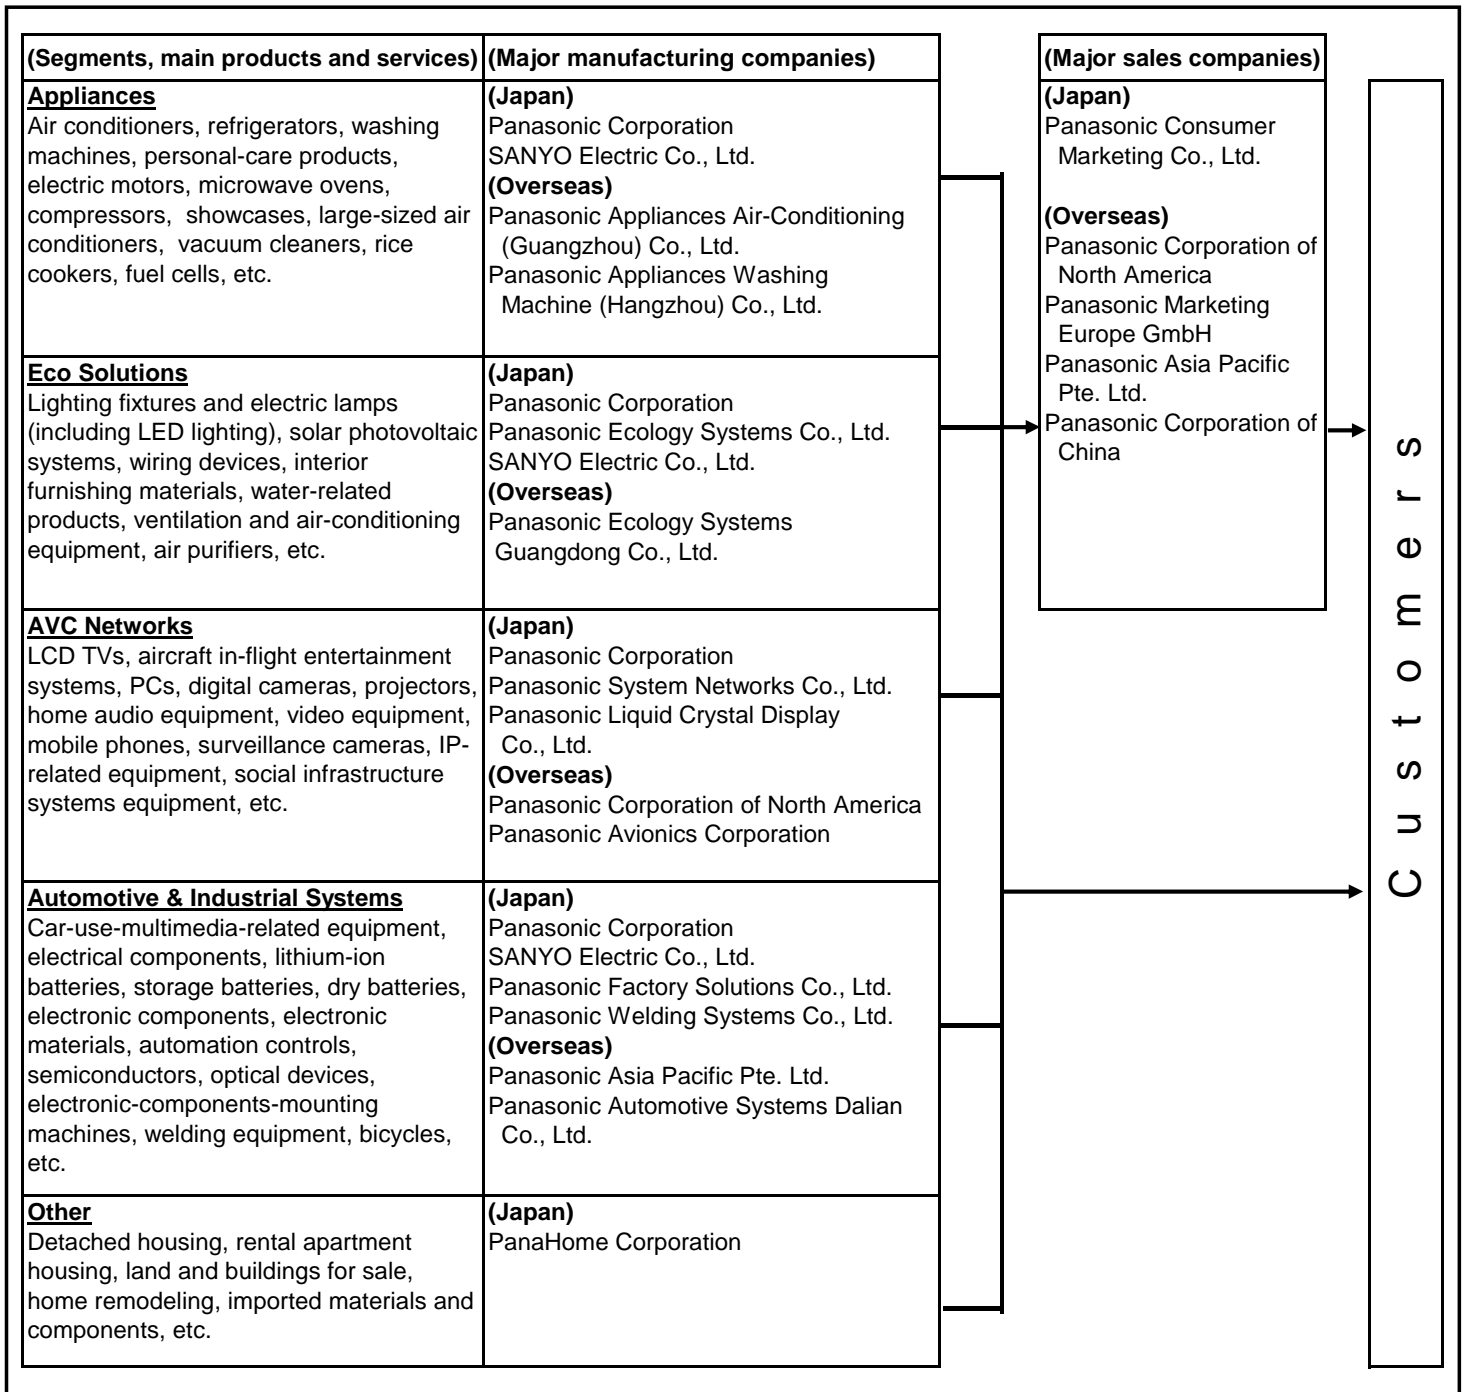 (Segments, main products and services)
(Major manufacturing companies)
(Major sales companies)
Appliances
Air conditioners, refrigerators, washing
machines, personal-care products,
electric motors, microwave ovens,
compressors, showcases, large-sized air
conditioners, vacuum cleaners, rice
cookers, fuel cells, etc.
(Japan)
Panasonic Corporation
SANYO Electric Co., Ltd.
(Overseas)
Panasonic Appliances Air-Conditioning
(Guangzhou) Co., Ltd.
Panasonic Appliances Washing
Machine (Hangzhou) Co., Ltd.
Eco Solutions
Lighting fixtures and electric lamps
(including LED lighting), solar photovoltaic
systems, wiring devices, interior
furnishing materials, water-related
products, ventilation and air-conditioning
equipment, air purifiers, etc.
(Japan)
Panasonic Corporation
Panasonic Ecology Systems Co., Ltd.
SANYO Electric Co., Ltd.
(Overseas)
Panasonic Ecology Systems
Guangdong Co., Ltd.
AVC Networks
LCD TVs, aircraft in-flight entertainment
systems, PCs, digital cameras, projectors,
home audio equipment, video equipment,
mobile phones, surveillance cameras, IP-
related equipment, social infrastructure
systems equipment, etc.
(Japan)
Panasonic Corporation
Panasonic System Networks Co., Ltd.
Panasonic Liquid Crystal Display
Co., Ltd.
(Overseas)
Panasonic Corporation of North America
Panasonic Avionics Corporation
Automotive & Industrial Systems
Car-use-multimedia-related equipment,
electrical components, lithium-ion
batteries, storage batteries, dry batteries,
electronic components, electronic
materials, automation controls,
semiconductors, optical devices,
electronic-components-mounting
machines, welding equipment, bicycles,
etc.
(Japan)
Panasonic Corporation
SANYO Electric Co., Ltd.
Panasonic Factory Solutions Co., Ltd.
Panasonic Welding Systems Co., Ltd.
(Overseas)
Panasonic Asia Pacific Pte. Ltd.
Panasonic Automotive Systems Dalian
Co., Ltd.
Other
Detached housing, rental apartment
housing, land and buildings for sale,
home remodeling, imported materials and
components, etc.
(Japan)
PanaHome Corporation
(Japan)
Panasonic Consumer
Marketing Co., Ltd.
(Overseas)
Panasonic Corporation of
North America
Panasonic Marketing
Europe GmbH
Panasonic Asia Pacific
Pte. Ltd.
Panasonic Corporation of
China
Customers